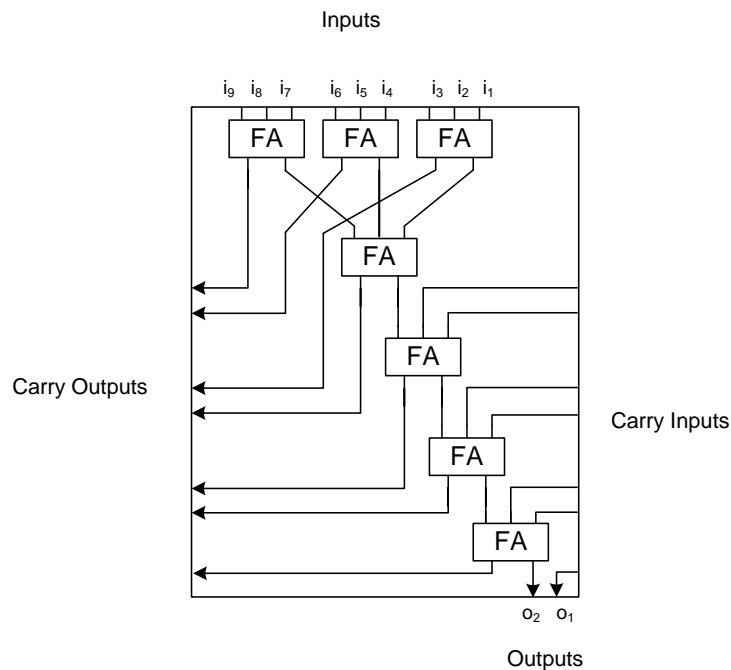 Inputs
i9 i8 i7 i6 i5 i4 i3 i2 i1
FA FA FA
FA
FA
Carry Outputs
Carry Inputs
FA
FA
o2 o1
Outputs